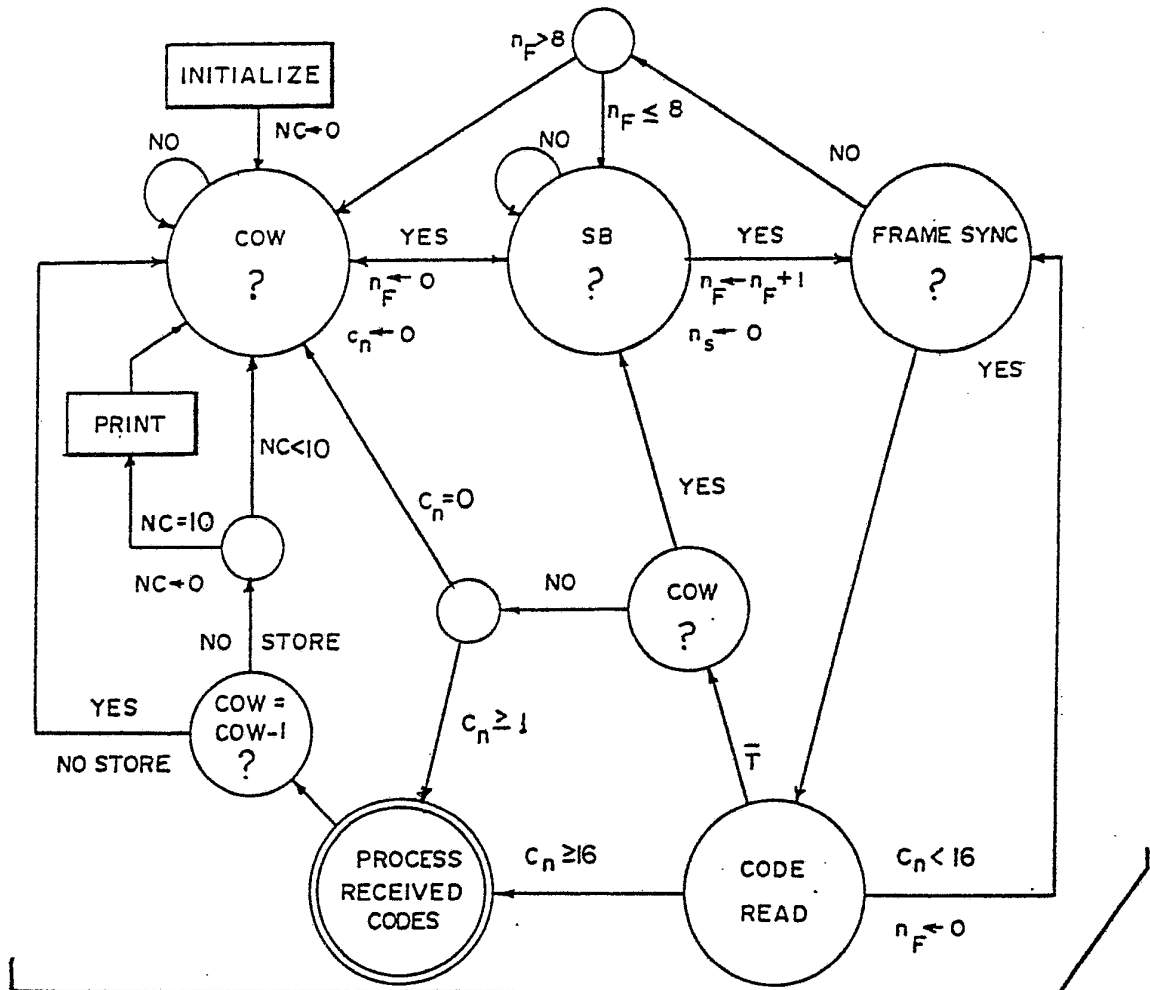 n_F>8
INITIALIZE
NC←0
n_F ≤ 8
NO
NO
NO
COW
?
YES
n_F ← 0
c_n ← 0
SB
?
YES
n_F ← n_F+1
n_s ← 0
FRAME SYNC
?
YES
PRINT
NC<10
NC=10
NC←0
C_n=0
YES
NO
COW
?
NO STORE
YES
NO STORE
COW =
COW-1
?
C_n ≥ 1
T̿
PROCESS
RECEIVED
CODES
C_n ≥16
CODE
READ
C_n < 16
n_F ← 0